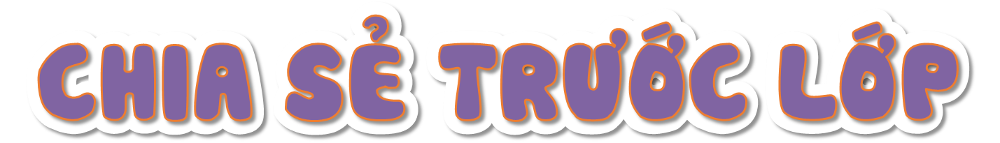 CHIA SẺ TRƯỚC LỚP